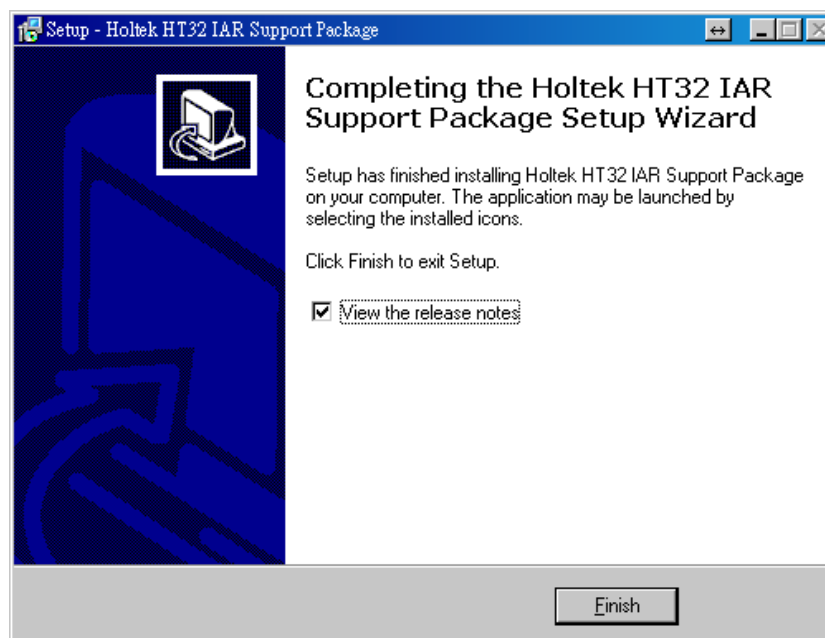 Setup - Holtek HT32 IAR Support Package
Completing the Holtek HT32 IAR
Support Package Setup Wizard
Setup has finished installing Holtek HT32 IAR Support Package
on your computer. The application may be launched by
selecting the installed icons.
Click Finish to exit Setup.
View the release notes
Finish